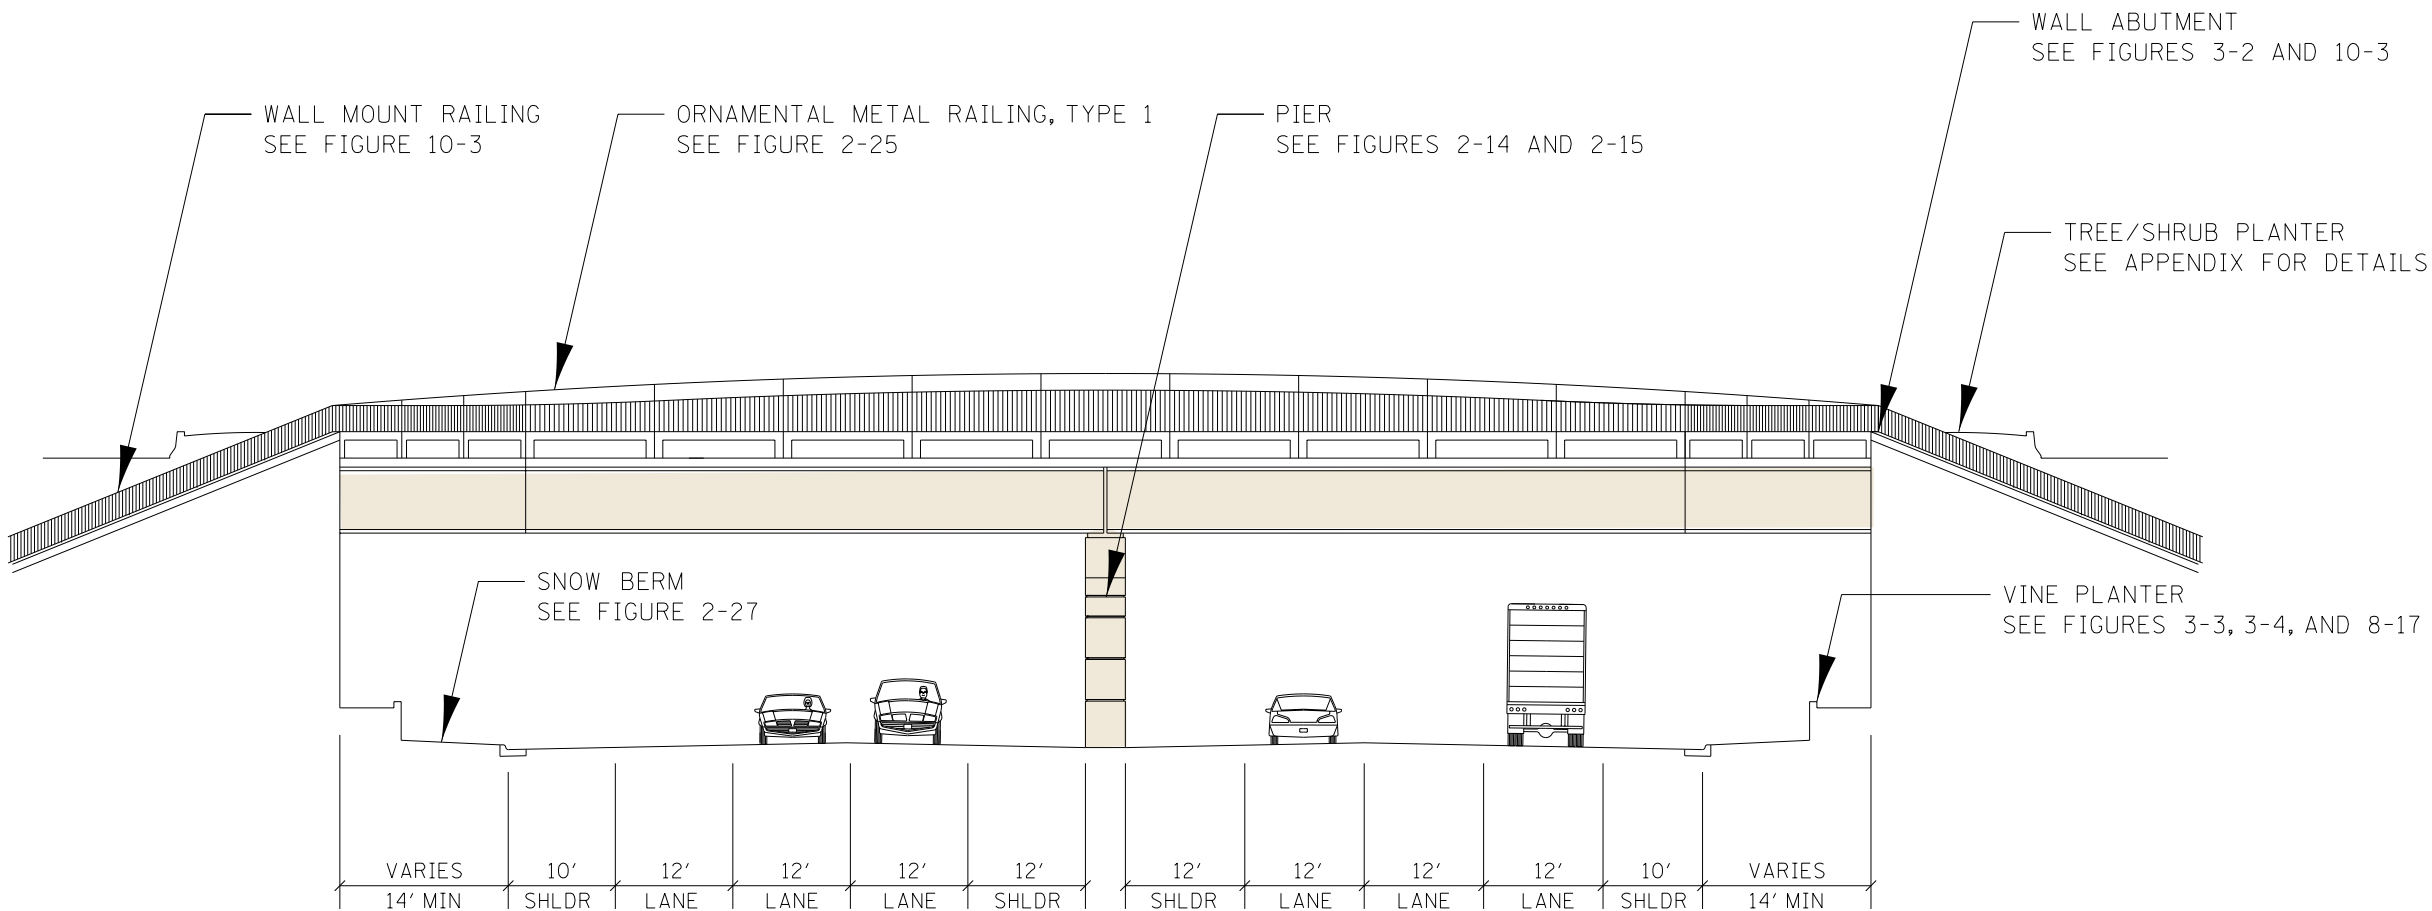 WALL ABUTMENT
SEE FIGURES 3-2 AND 10-3
WALL MOUNT RAILING
SEE FIGURE 10-3
ORNAMENTAL METAL RAILING, TYPE 1
SEE FIGURE 2-25
PIER
SEE FIGURES 2-14 AND 2-15
TREE/SHRUB PLANTER
SEE APPENDIX FOR DETAILS
SNOW BERM
SEE FIGURE 2-27
VINE PLANTER
SEE FIGURES 3-3, 3-4, AND 8-17
VARIES 10' 12' 12' 12' 12' 12' 12' 12' 12' 10' VARIES
14' MIN SHLDR LANE LANE LANE SHLDR SHLDR LANE LANE LANE SHLDR 14' MIN